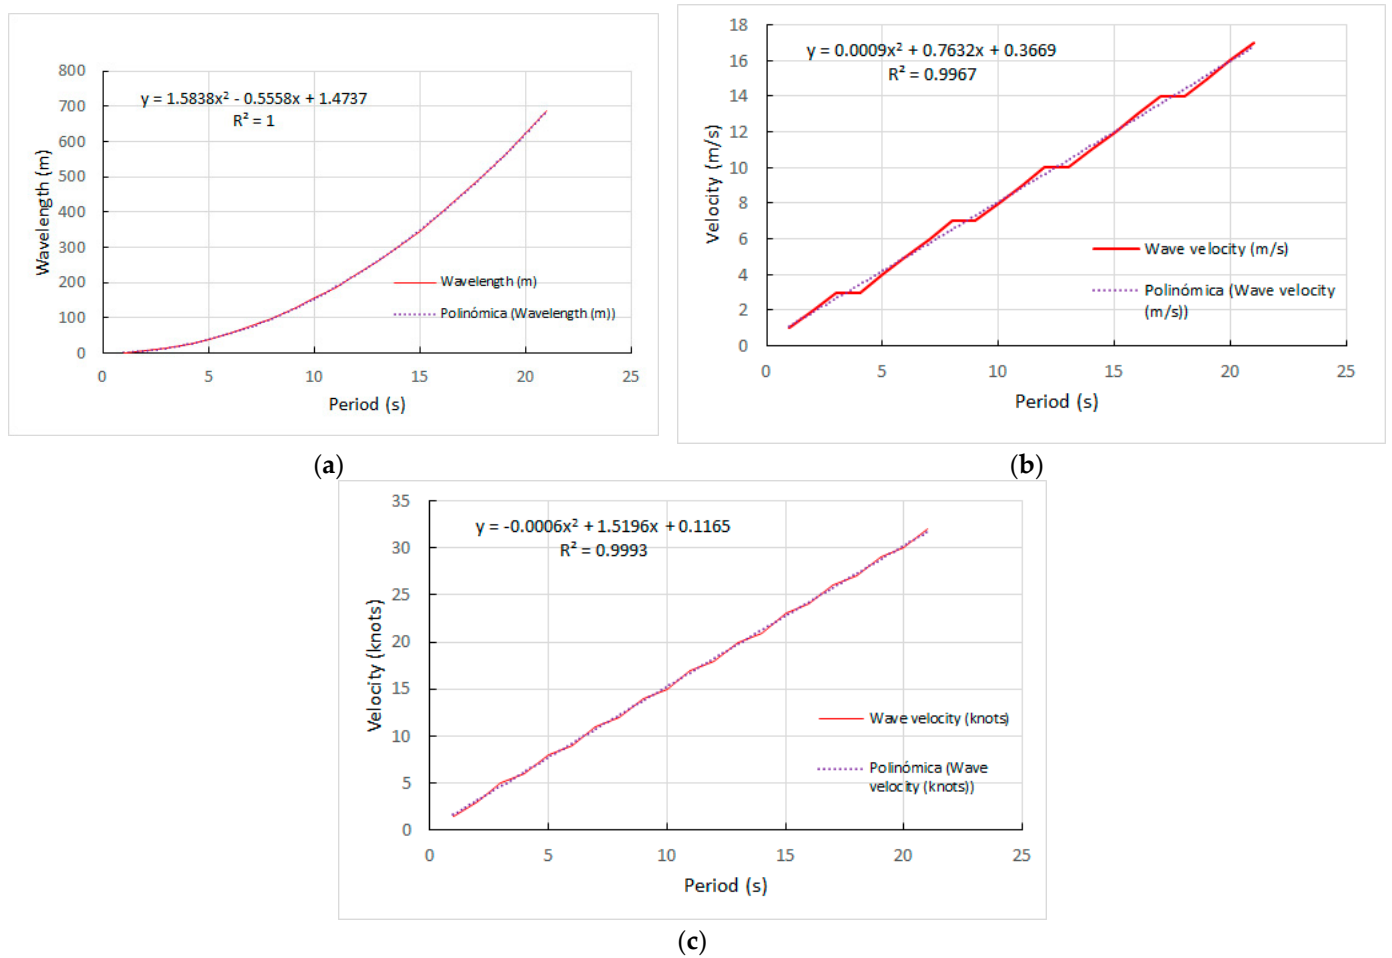 800
700
600
500
400
300
200
100
0
0 5 10 15 20 25
Wavelength (m)
Period (s)
y = 1.5838x² - 0.5558x + 1.4737
R² = 1
Wavelength (m)
Polinómica (Wavelength (m))
(a)
18
16
14
12
10
8
6
4
2
0
0 5 10 15 20 25
Velocity (m/s)
Period (s)
y = 0.0009x² + 0.7632x + 0.3669
R² = 0.9967
Wave velocity (m/s)
Polinómica (Wave velocity
(m/s))
(b)
35
30
25
20
15
10
5
0
0 5 10 15 20 25
Velocity (knots)
Period (s)
y = -0.0006x² + 1.5196x + 0.1165
R² = 0.9993
Wave velocity (knots)
Polinómica (Wave
velocity (knots))
(c)